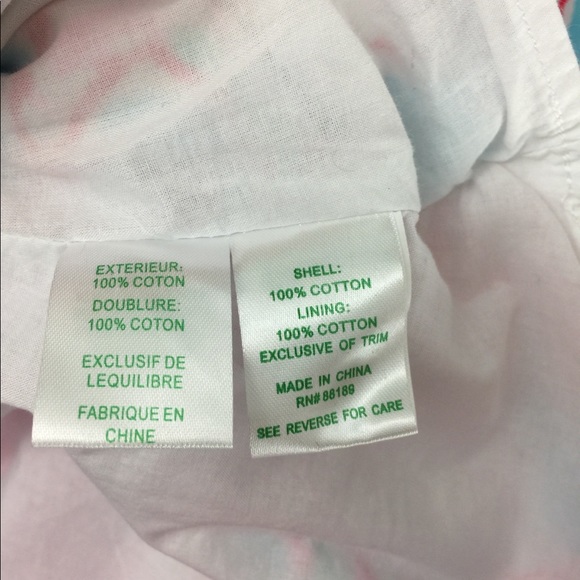 EXTERIEUR:
100% COTON
DOUBLURE:
100% COTON
EXCLUSIF DE
LEQUILIBRE
FABRIQUE EN
CHINE
SHELL:
100% COTTON
LINING:
100% COTTON
EXCLUSIVE OF TRIM
MADE IN CHINA
RN# 86189
SEE REVERSE FOR CARE